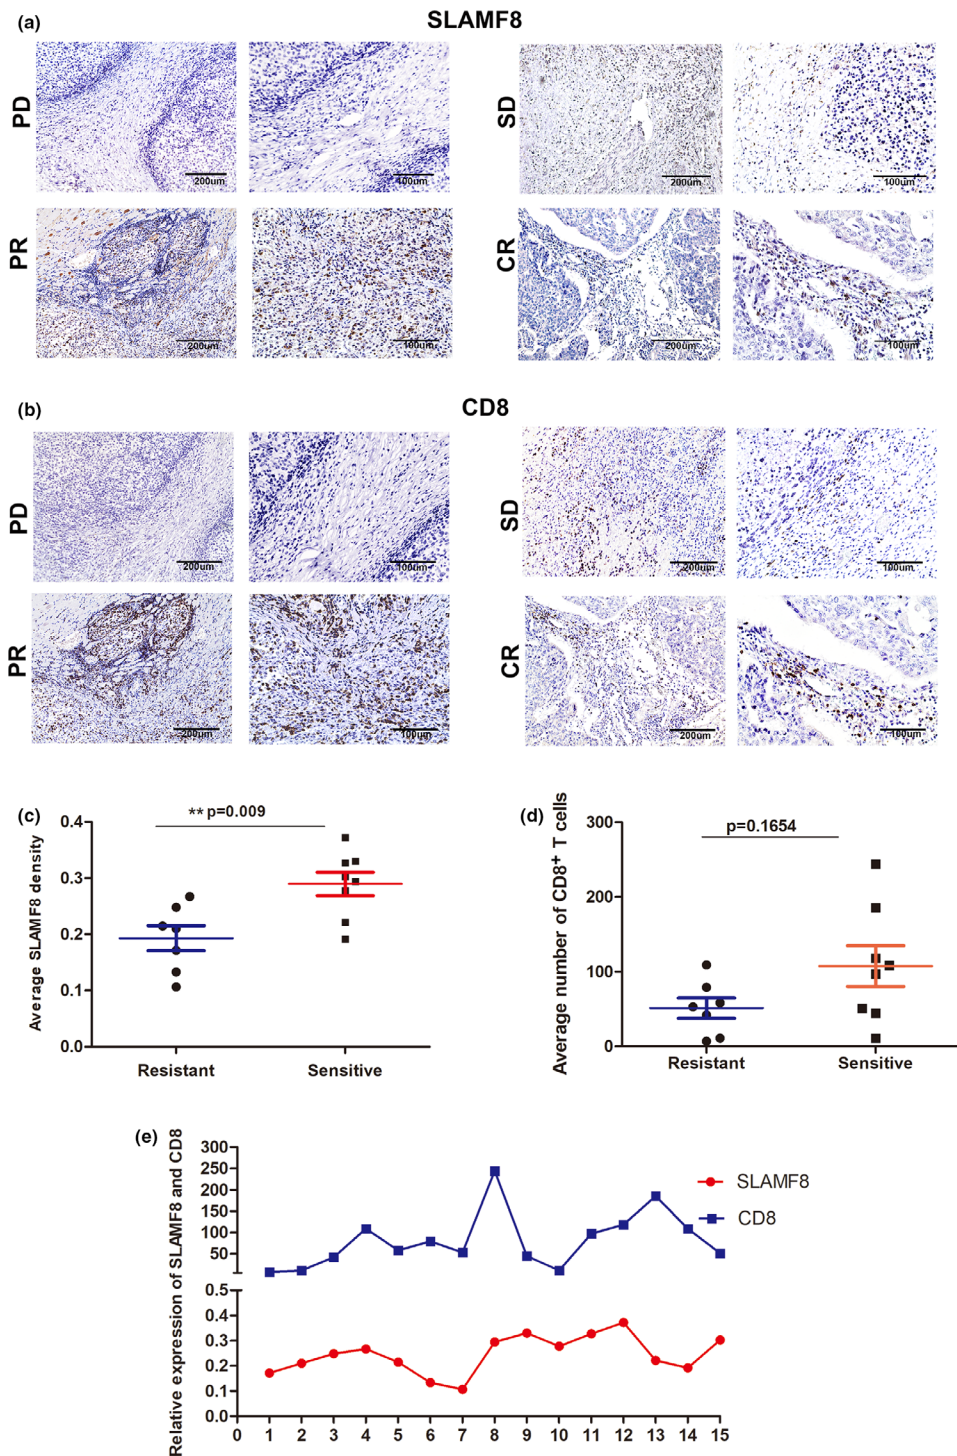 (a)
SLAMF8
PD
200um
100um
SD
200um
100um
PR
200um
100um
CR
200um
100um
(b)
CD8
PD
200um
100um
SD
200um
100um
PR
200um
100um
CR
200um
100um
(c)
Average SLAMF8 density
** p=0.009
0.4
0.3
0.2
0.1
0.0
Resistant
Sensitive
(d)
Average number of CD8+ T cells
p=0.1654
300
200
100
0
Resistant
Sensitive
(e)
Relative expression of SLAMF8 and CD8
300
250
200
150
100
50
0.5
0.4
0.3
0.2
0.1
0.0
0 1 2 3 4 5 6 7 8 9 10 11 12 13 14 15
SLAMF8
CD8